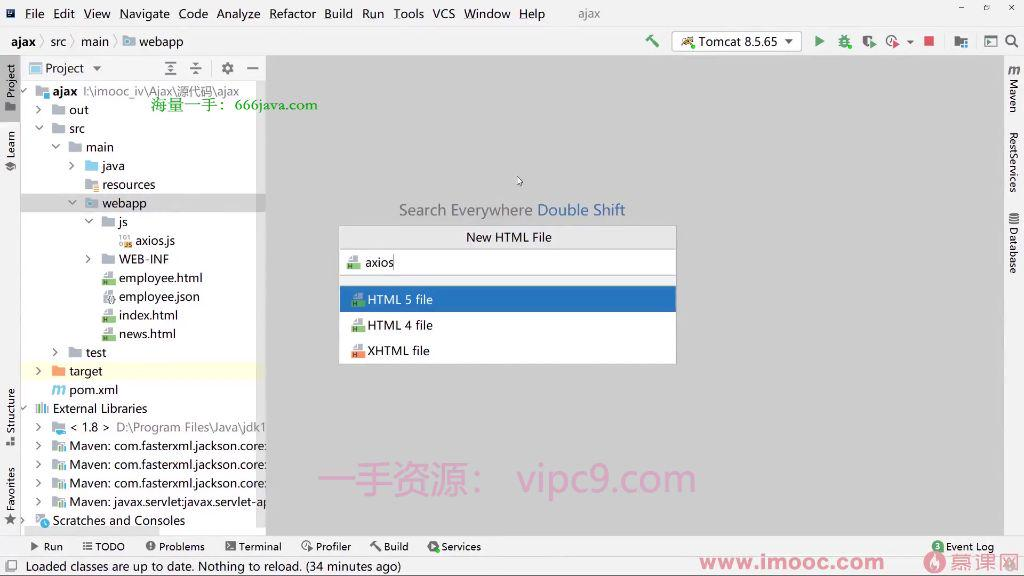 File Edit View Navigate Code Analyze Refactor Build Run Tools VCS Window Help ajax
ajax src main webapp
Tomcat 8.5.65
Project
ajax I:\imooc_iv\Ajax\源代码\ajax
海量一手：666java.com
out
src
main
java
resources
webapp
js
axios.js
WEB-INF
employee.html
employee.json
index.html
news.html
test
target
pom.xml
External Libraries
< 1.8 > D:\Program Files\Java\jdk1
Maven: com.fasterxml.jackson.core:
Maven: com.fasterxml.jackson.core:
Maven: com.fasterxml.jackson.core:
Maven: javax.servlet:javax.servlet-ap
Scratches and Consoles
Project
Learn
Structure
Favorites
Search Everywhere Double Shift
New HTML File
axios
HTML 5 file
HTML 4 file
XHTML file
一手资源： vipc9.com
Maven
RestServices
Database
Run TODO Problems Terminal Profiler Build Services
3 Event Log
Loaded classes are up to date. Nothing to reload. (34 minutes ago)
www.imooc.com
慕课网